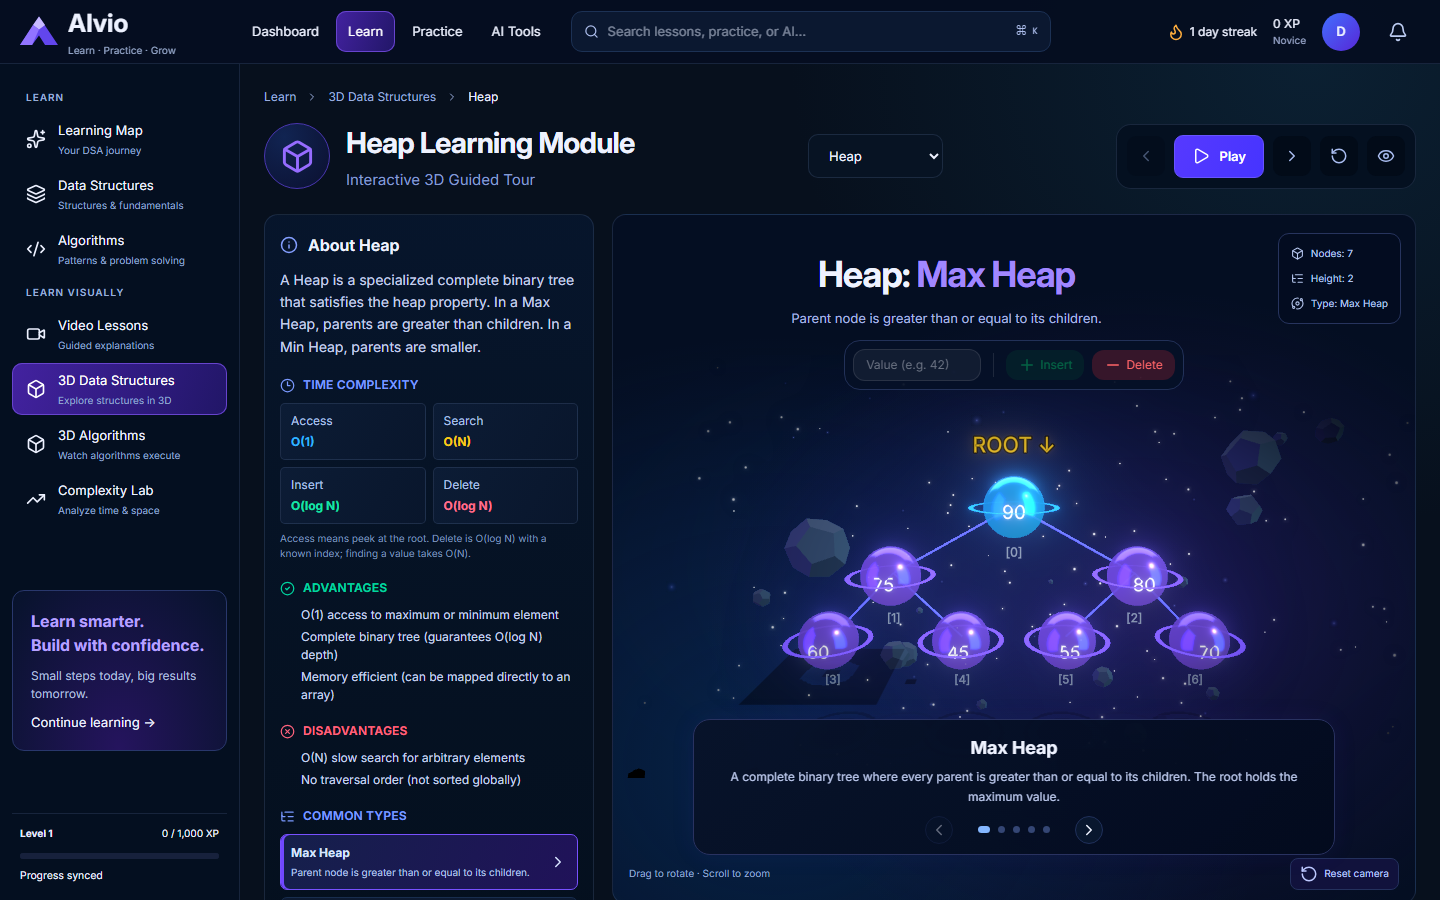 Alvio
Learn · Practice · Grow
Dashboard
Learn
Practice
AI Tools
Search lessons, practice, or AI...
⌘ K
1 day streak
0 XP
Novice
D
LEARN
Learning Map
Your DSA journey
Data Structures
Structures & fundamentals
Algorithms
Patterns & problem solving
LEARN VISUALLY
Video Lessons
Guided explanations
3D Data Structures
Explore structures in 3D
3D Algorithms
Watch algorithms execute
Complexity Lab
Analyze time & space
Learn smarter.
Build with confidence.
Small steps today, big results
tomorrow.
Continue learning →
Level 1
0 / 1,000 XP
Progress synced
Learn > 3D Data Structures > Heap
Heap Learning Module
Interactive 3D Guided Tour
Heap
Play
About Heap
A Heap is a specialized complete binary tree
that satisfies the heap property. In a Max
Heap, parents are greater than children. In a
Min Heap, parents are smaller.
TIME COMPLEXITY
Access
O(1)
Search
O(N)
Insert
O(log N)
Delete
O(log N)
Access means peek at the root. Delete is O(log N) with a
known index; finding a value takes O(N).
ADVANTAGES
O(1) access to maximum or minimum element
Complete binary tree (guarantees O(log N)
depth)
Memory efficient (can be mapped directly to an
array)
DISADVANTAGES
O(N) slow search for arbitrary elements
No traversal order (not sorted globally)
COMMON TYPES
Max Heap
Parent node is greater than or equal to its children.
Heap: Max Heap
Parent node is greater than or equal to its children.
Nodes: 7
Height: 2
Type: Max Heap
Value (e.g. 42)
Insert
Delete
ROOT ↓
90
[0]
75
80
[1]
[2]
60
45
55
70
[3]
[4]
[5]
[6]
Max Heap
A complete binary tree where every parent is greater than or equal to its children. The root holds the
maximum value.
Drag to rotate · Scroll to zoom
Reset camera